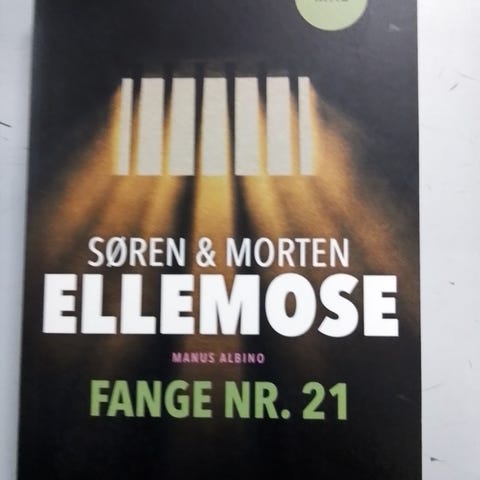 SØREN & MORTEN
ELLEMOSE
MANUS ALBINO
FANGE NR. 21